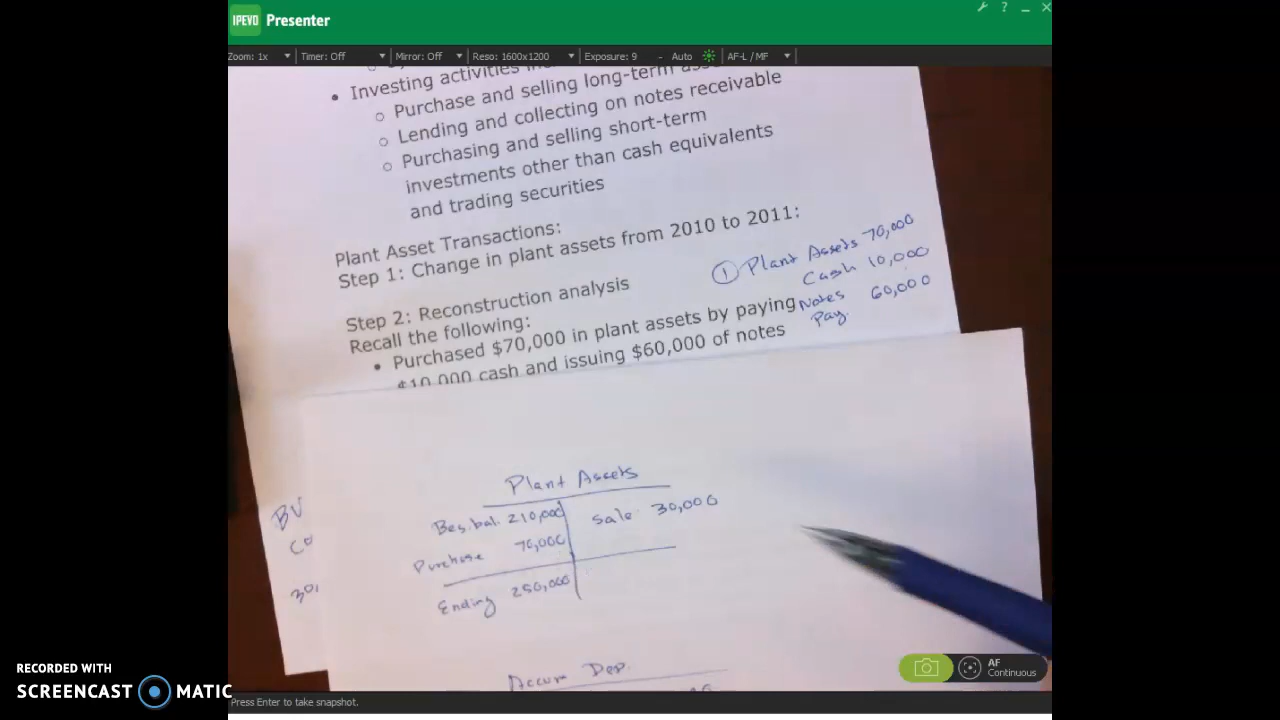 IPEVO Presenter
Zoom: 1x Timer: Off Mirror: Off Reso: 1600x1200 Exposure: 9 - Auto AF-L / MF
Investing activities
Purchase and selling long-term
Lending and collecting on notes receivable
Purchasing and selling short-term
investments other than cash equivalents
and trading securities
Plant Asset Transactions:
Step 1: Change in plant assets from 2010 to 2011:
① Plant Assets 70,000
Cash 10,000
Notes 60,000
Pay.
Step 2: Reconstruction analysis
Recall the following:
• Purchased $70,000 in plant assets by paying
$10,000 cash and issuing $60,000 of notes
BV
Plant Assets
Beg. bal. 210,000 Sale 30,000
Purchase 70,000
Ending 250,000
Accum Dep.
RECORDED WITH
SCREENCAST MATIC
AF
Continuous
Press Enter to take snapshot.